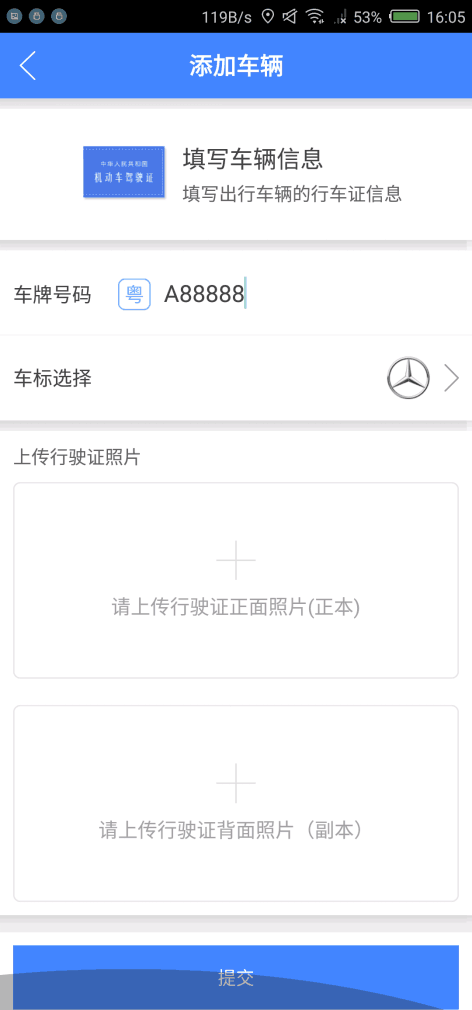 119B/s 53% 16:05
添加车辆
中华人民共和国
机动车驾驶证
填写车辆信息
填写出行车辆的行车证信息
车牌号码 粤 A88888
车标选择
上传行驶证照片
请上传行驶证正面照片(正本)
请上传行驶证背面照片（副本）
提交